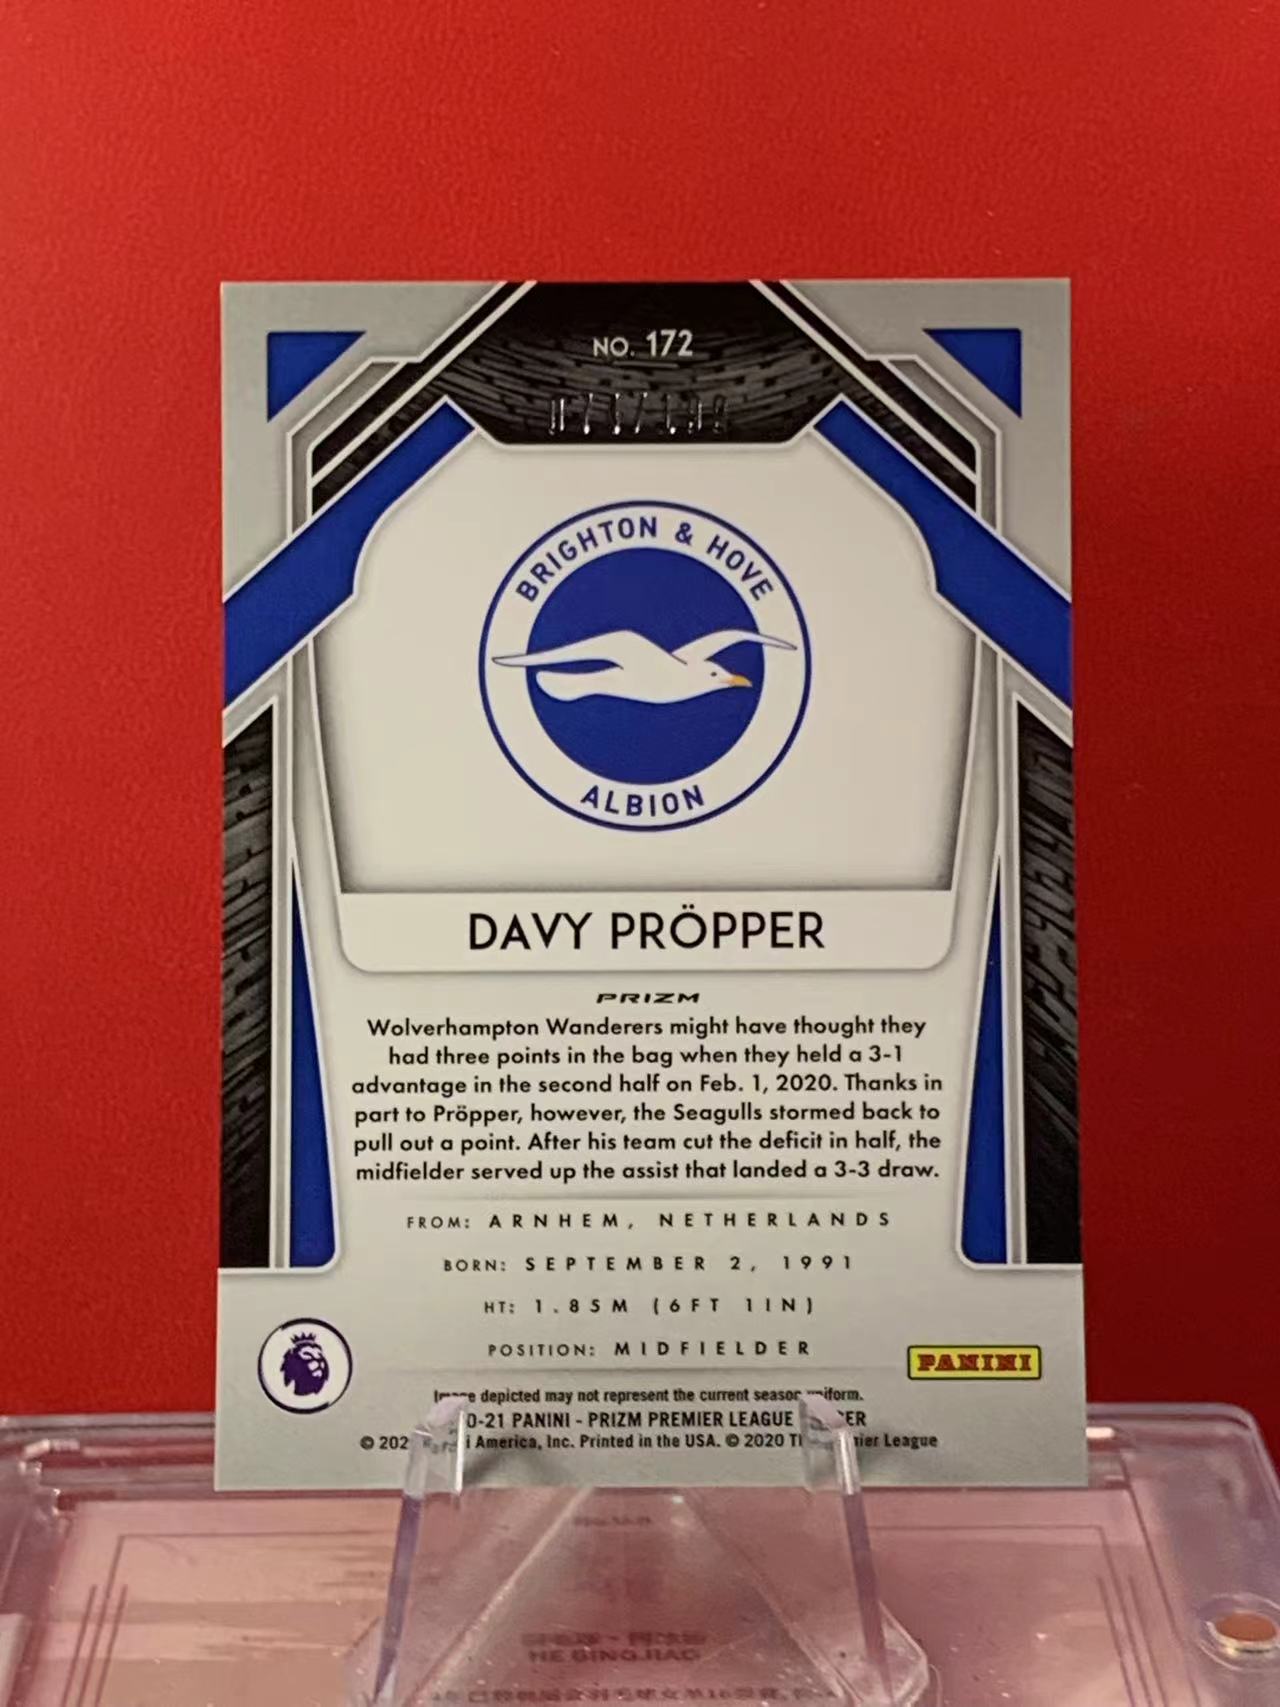 NO. 172
BRIGHTON & HOVE
ALBION
DAVY PRÖPPER
PRIZM
Wolverhampton Wanderers might have thought they
had three points in the bag when they held a 3-1
advantage in the second half on Feb. 1, 2020. Thanks in
part to Pröpper, however, the Seagulls stormed back to
pull out a point. After his team cut the deficit in half, the
midfielder served up the assist that landed a 3-3 draw.
FROM: ARNHEM, NETHERLANDS
BORN: SEPTEMBER 2, 1991
HT: 1.85M (6FT 1IN)
POSITION: MIDFIELDER
PANINI
depicted may not represent the current season uniform.
0-21 PANINI - PRIZM PREMIER LEAGUE
America, Inc. Printed in the USA. © 2020 League
HE BINGJIAO